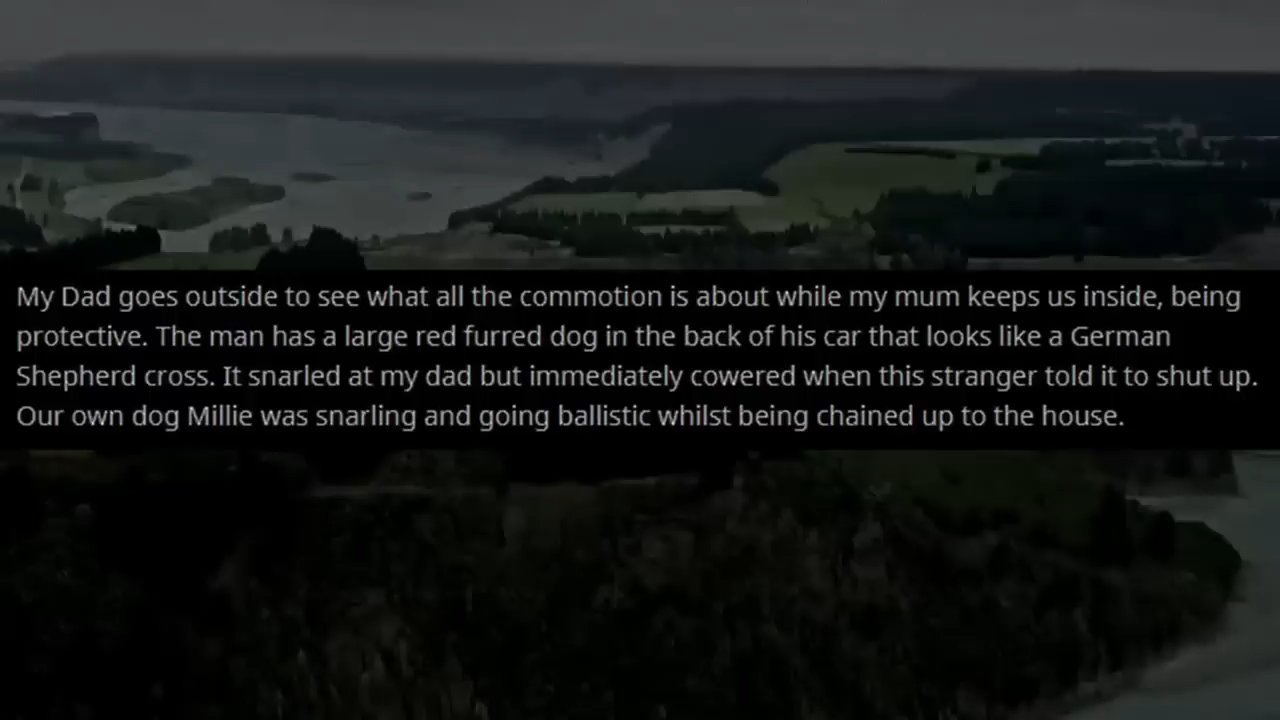 My Dad goes outside to see what all the commotion is about while my mum keeps us inside, being
protective. The man has a large red furred dog in the back of his car that looks like a German
Shepherd cross. It snarled at my dad but immediately cowered when this stranger told it to shut up.
Our own dog Millie was snarling and going ballistic whilst being chained up to the house.